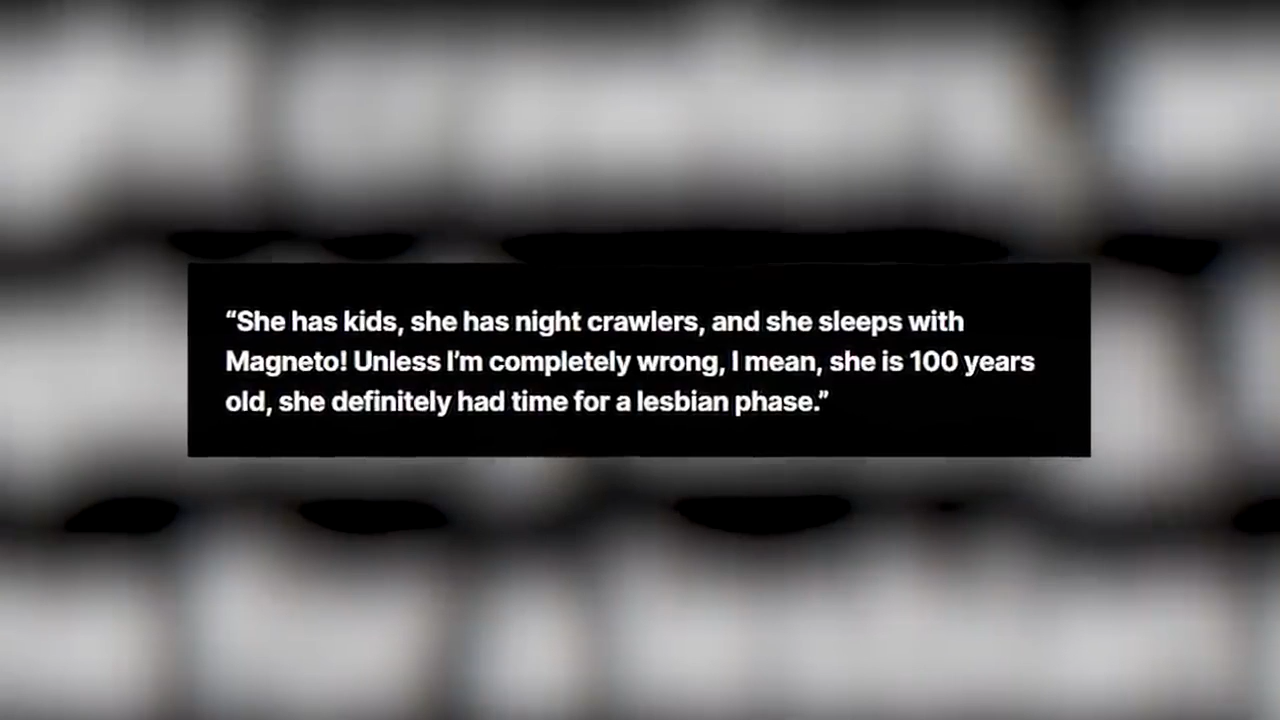 “She has kids, she has night crawlers, and she sleeps with
Magneto! Unless I’m completely wrong, I mean, she is 100 years
old, she definitely had time for a lesbian phase.”